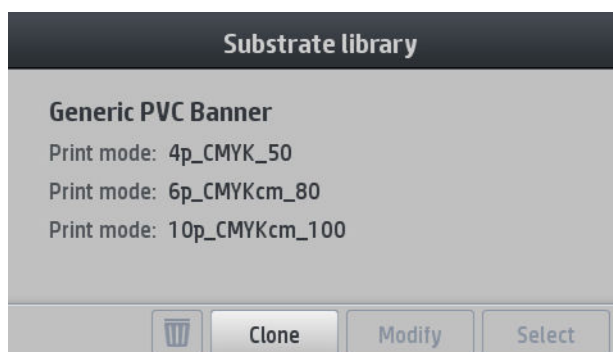 Substrate library
Generic PVC Banner
Print mode: 4p_CMYK_50
Print mode: 6p_CMYKcm_80
Print mode: 10p_CMYKcm_100
Clone Modify Select